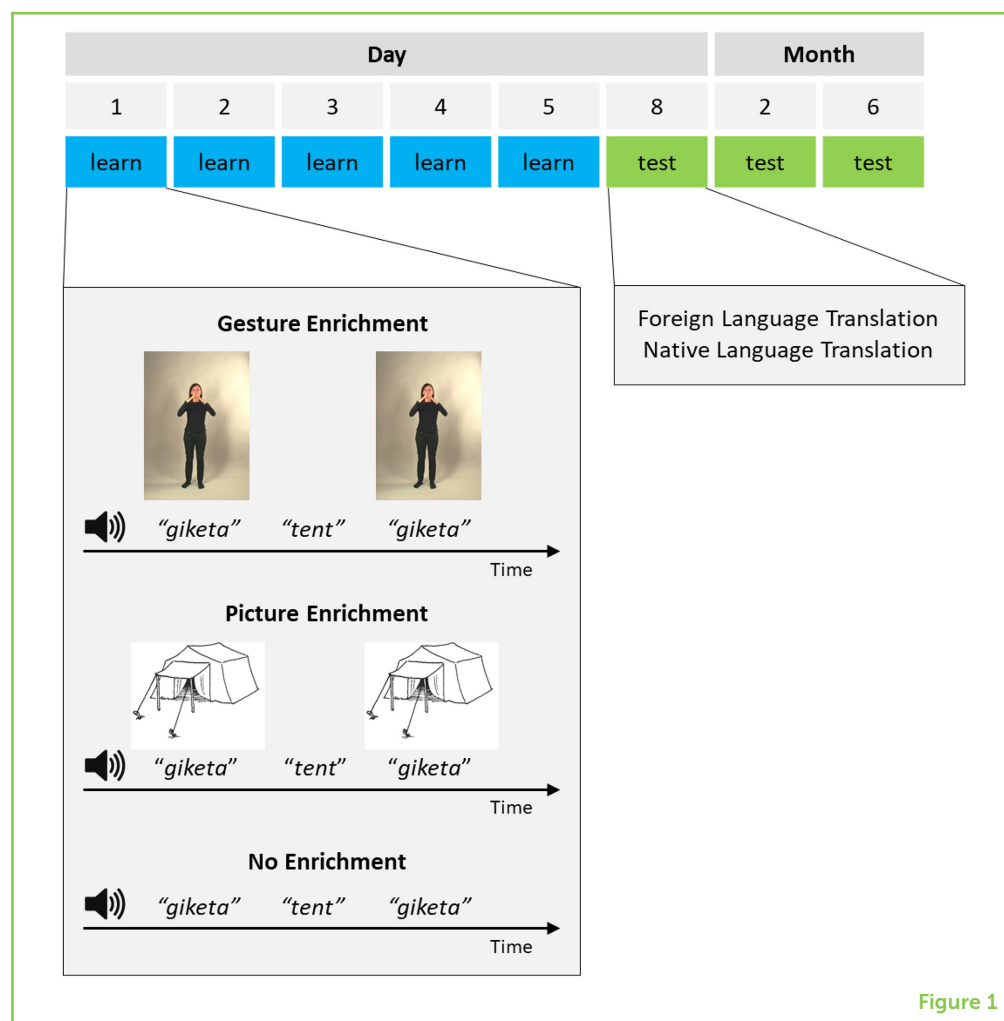 Day Month
1 2 3 4 5 8 2 6
learn learn learn learn learn test test test
Gesture Enrichment
“giketa” “tent” “giketa”
Time
Picture Enrichment
“giketa” “tent” “giketa”
Time
No Enrichment
“giketa” “tent” “giketa”
Time
Foreign Language Translation
Native Language Translation
Figure 1